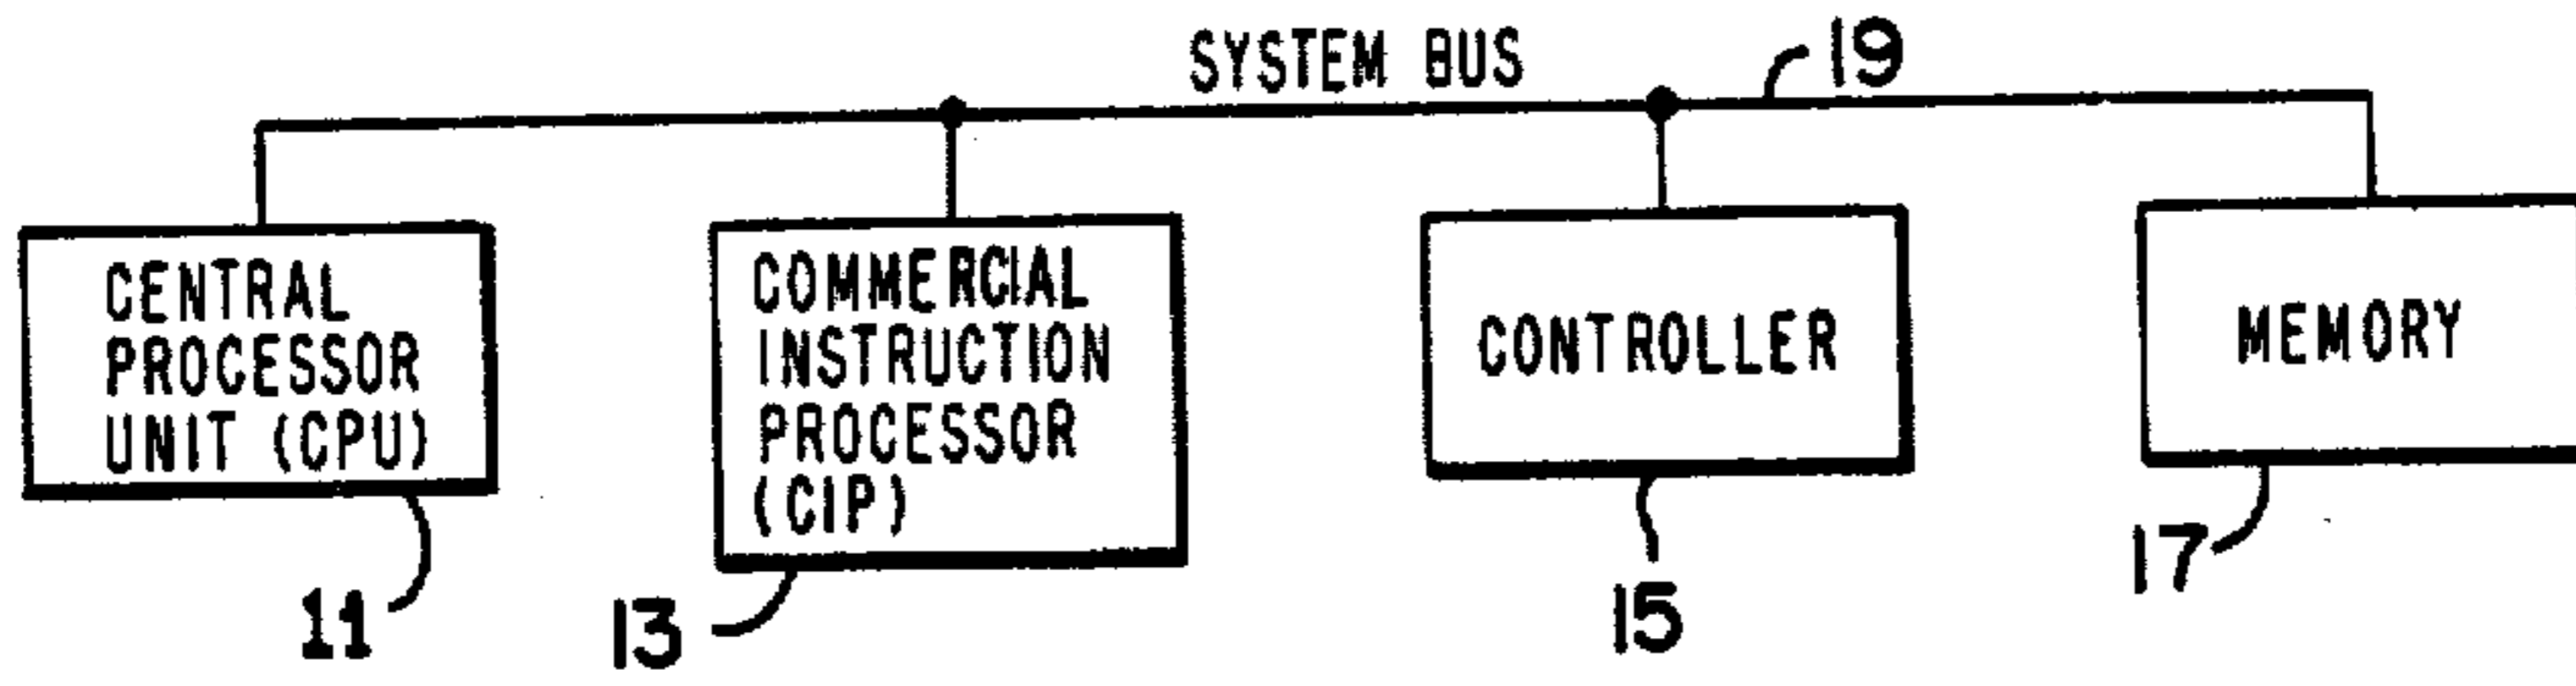 SYSTEM BUS
19
CENTRAL
PROCESSOR
UNIT (CPU)
11
COMMERCIAL
INSTRUCTION
PROCESSOR
(CIP)
13
CONTROLLER
15
MEMORY
17